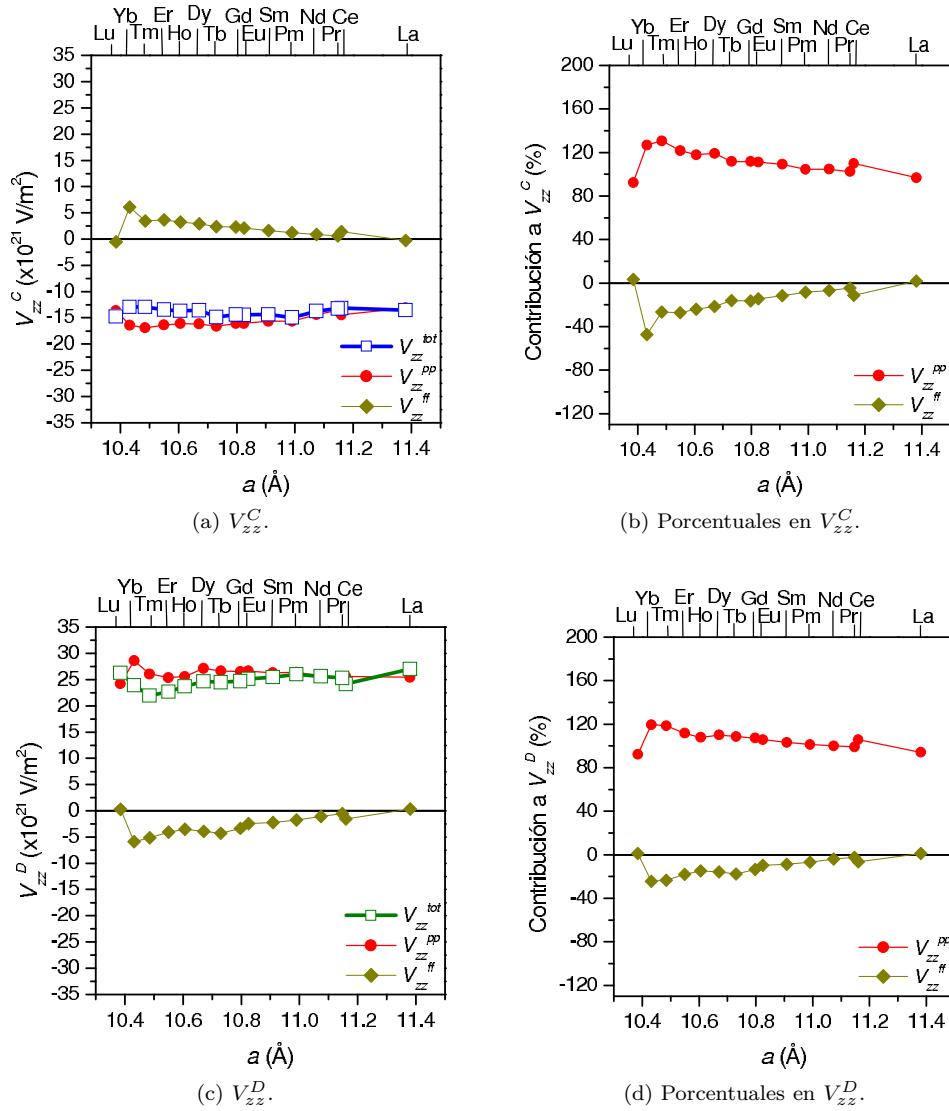 Yb Er Dy Gd Sm Nd Ce
Lu Tm Ho Tb Eu Pm Pr La
35
30
25
20
15
10
5
0
-5
-10
-15
-20
-25
-30
-35
V_zz^C (x10^21 V/m^2)
V_zz^tot
V_zz^pp
V_zz^ff
10.4 10.6 10.8 11.0 11.2 11.4
a (Å)
(a) V_zz^C.
Yb Er Dy Gd Sm Nd Ce
Lu Tm Ho Tb Eu Pm Pr La
200
160
120
80
40
0
-40
-80
-120
Contribución a V_zz^C (%)
V_zz^pp
V_zz^ff
10.4 10.6 10.8 11.0 11.2 11.4
a (Å)
(b) Porcentuales en V_zz^C.
Yb Er Dy Gd Sm Nd Ce
Lu Tm Ho Tb Eu Pm Pr La
35
30
25
20
15
10
5
0
-5
-10
-15
-20
-25
-30
-35
V_zz^D (x10^21 V/m^2)
V_zz^tot
V_zz^pp
V_zz^ff
10.4 10.6 10.8 11.0 11.2 11.4
a (Å)
(c) V_zz^D.
Yb Er Dy Gd Sm Nd Ce
Lu Tm Ho Tb Eu Pm Pr La
200
160
120
80
40
0
-40
-80
-120
Contribución a V_zz^D (%)
V_zz^pp
V_zz^ff
10.4 10.6 10.8 11.0 11.2 11.4
a (Å)
(d) Porcentuales en V_zz^D.